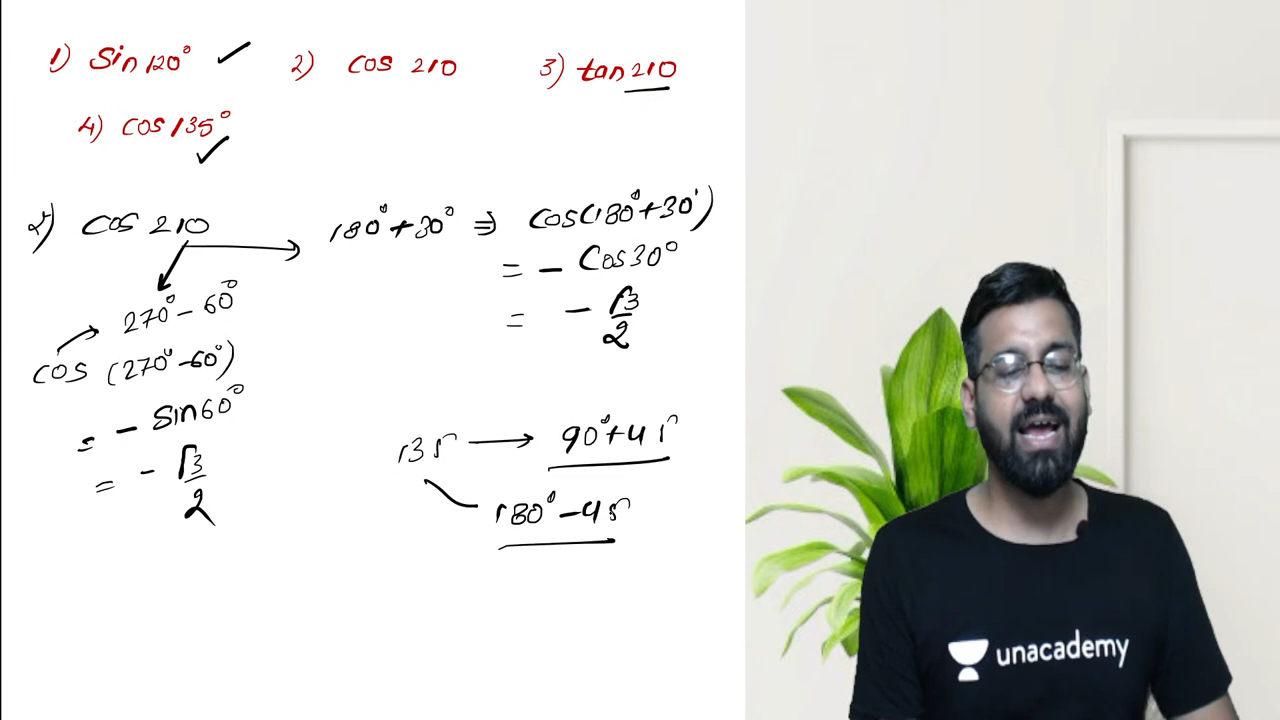 1) Sin 120° ✓ 2) cos 210 3) tan 210
4) cos 135° ✓
2) cos 210 180° + 30° ⇒ cos(180° + 30°)
= - cos 30°
270° - 60°
= - √3/2
cos (270° - 60°)
= - sin 60°
135 → 90° + 45
= - √3/2
180° - 45
unacademy